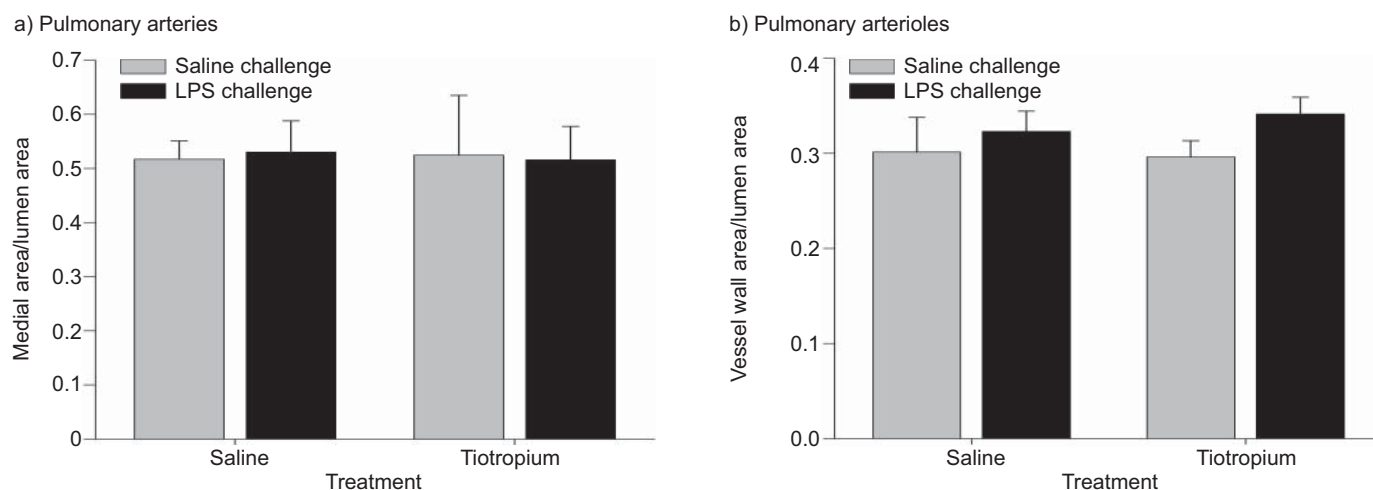 a) Pulmonary arteries
0.7
0.6
0.5
0.4
0.3
0.2
0.1
0
Medial area/lumen area
Saline challenge
LPS challenge
Saline
Tiotropium
Treatment
b) Pulmonary arterioles
0.4
0.3
0.2
0.1
0.0
Vessel wall area/lumen area
Saline challenge
LPS challenge
Saline
Tiotropium
Treatment